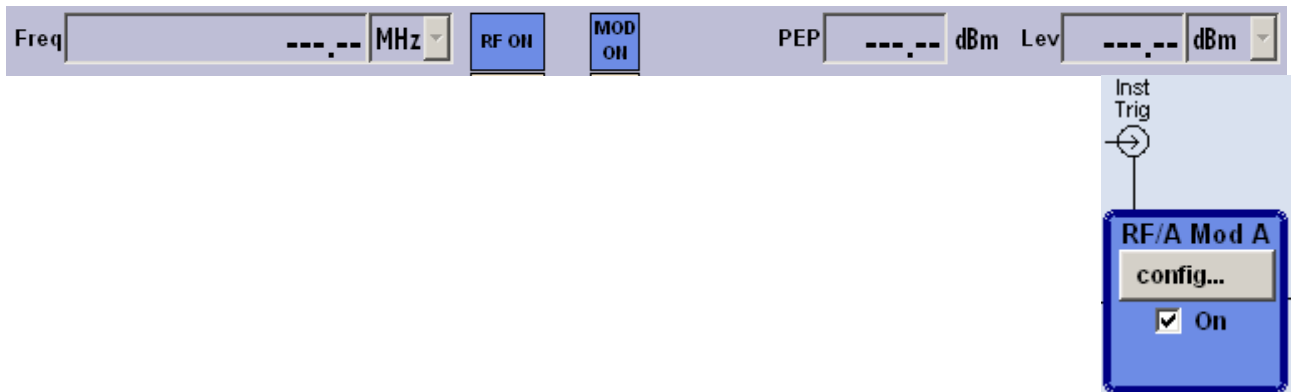 Freq ---.-- MHz RF ON MOD ON PEP ---.-- dBm Lev ---.-- dBm
Inst
Trig
RF/A Mod A
config...
On